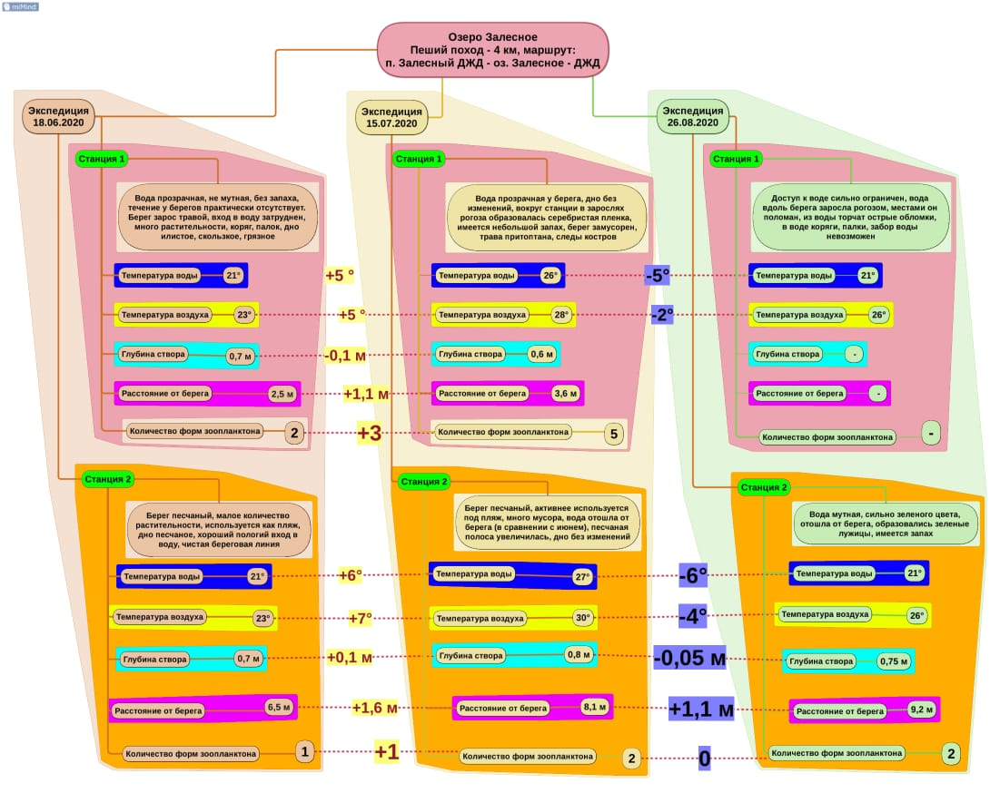 miMind
Озеро Залесное
Пеший поход - 4 км, маршрут:
п. Залесный ДЖД - оз. Залесное - ДЖД
Экспедиция
18.06.2020
Станция 1
Вода прозрачная, не мутная, без запаха,
течение у берегов практически отсутствует.
Берег зарос травой, вход в воду затруднен,
много растительности, коряг, палок, дно
илистое, скользкое, грязное
Температура воды 21°
Температура воздуха 23°
Глубина створа 0,7 м
Расстояние от берега 2,5 м
Количество форм зоопланктона 2
Станция 2
Берег песчаный, малое количество
растительности, используется как пляж,
дно песчаное, хороший пологий вход в
воду, чистая береговая линия
Температура воды 21°
Температура воздуха 23°
Глубина створа 0,7 м
Расстояние от берега 6,5 м
Количество форм зоопланктона 1
+5 °
+5 °
-0,1 м
+1,1 м
+3
+6°
+7°
+0,1 м
+1,6 м
+1
Экспедиция
15.07.2020
Станция 1
Вода прозрачная у берега, дно без
изменений, вокруг станции в зарослях
рогоза образовалась серебристая пленка,
имеется небольшой запах, берег замусорен,
трава притоптана, следы костров
Температура воды 26°
Температура воздуха 28°
Глубина створа 0,6 м
Расстояние от берега 3,6 м
Количество форм зоопланктона 5
Станция 2
Берег песчаный, активнее используется
под пляж, много мусора, вода отошла от
берега (в сравнении с июнем), песчаная
полоса увеличилась, дно без изменений
Температура воды 27°
Температура воздуха 30°
Глубина створа 0,8 м
Расстояние от берега 8,1 м
Количество форм зоопланктона 2
-5°
-2°
-6°
-4°
-0,05 м
+1,1 м
0
Экспедиция
26.08.2020
Станция 1
Доступ к воде сильно ограничен, вода
вдоль берега заросла рогозом, местами он
поломан, из воды торчат острые обломки,
в воде коряги, палки, забор воды
невозможен
Температура воды 21°
Температура воздуха 26°
Глубина створа -
Расстояние от берега -
Количество форм зоопланктона -
Станция 2
Вода мутная, сильно зеленого цвета,
отошла от берега, образовались зеленые
лужицы, имеется запах
Температура воды 21°
Температура воздуха 26°
Глубина створа 0,75 м
Расстояние от берега 9,2 м
Количество форм зоопланктона 2